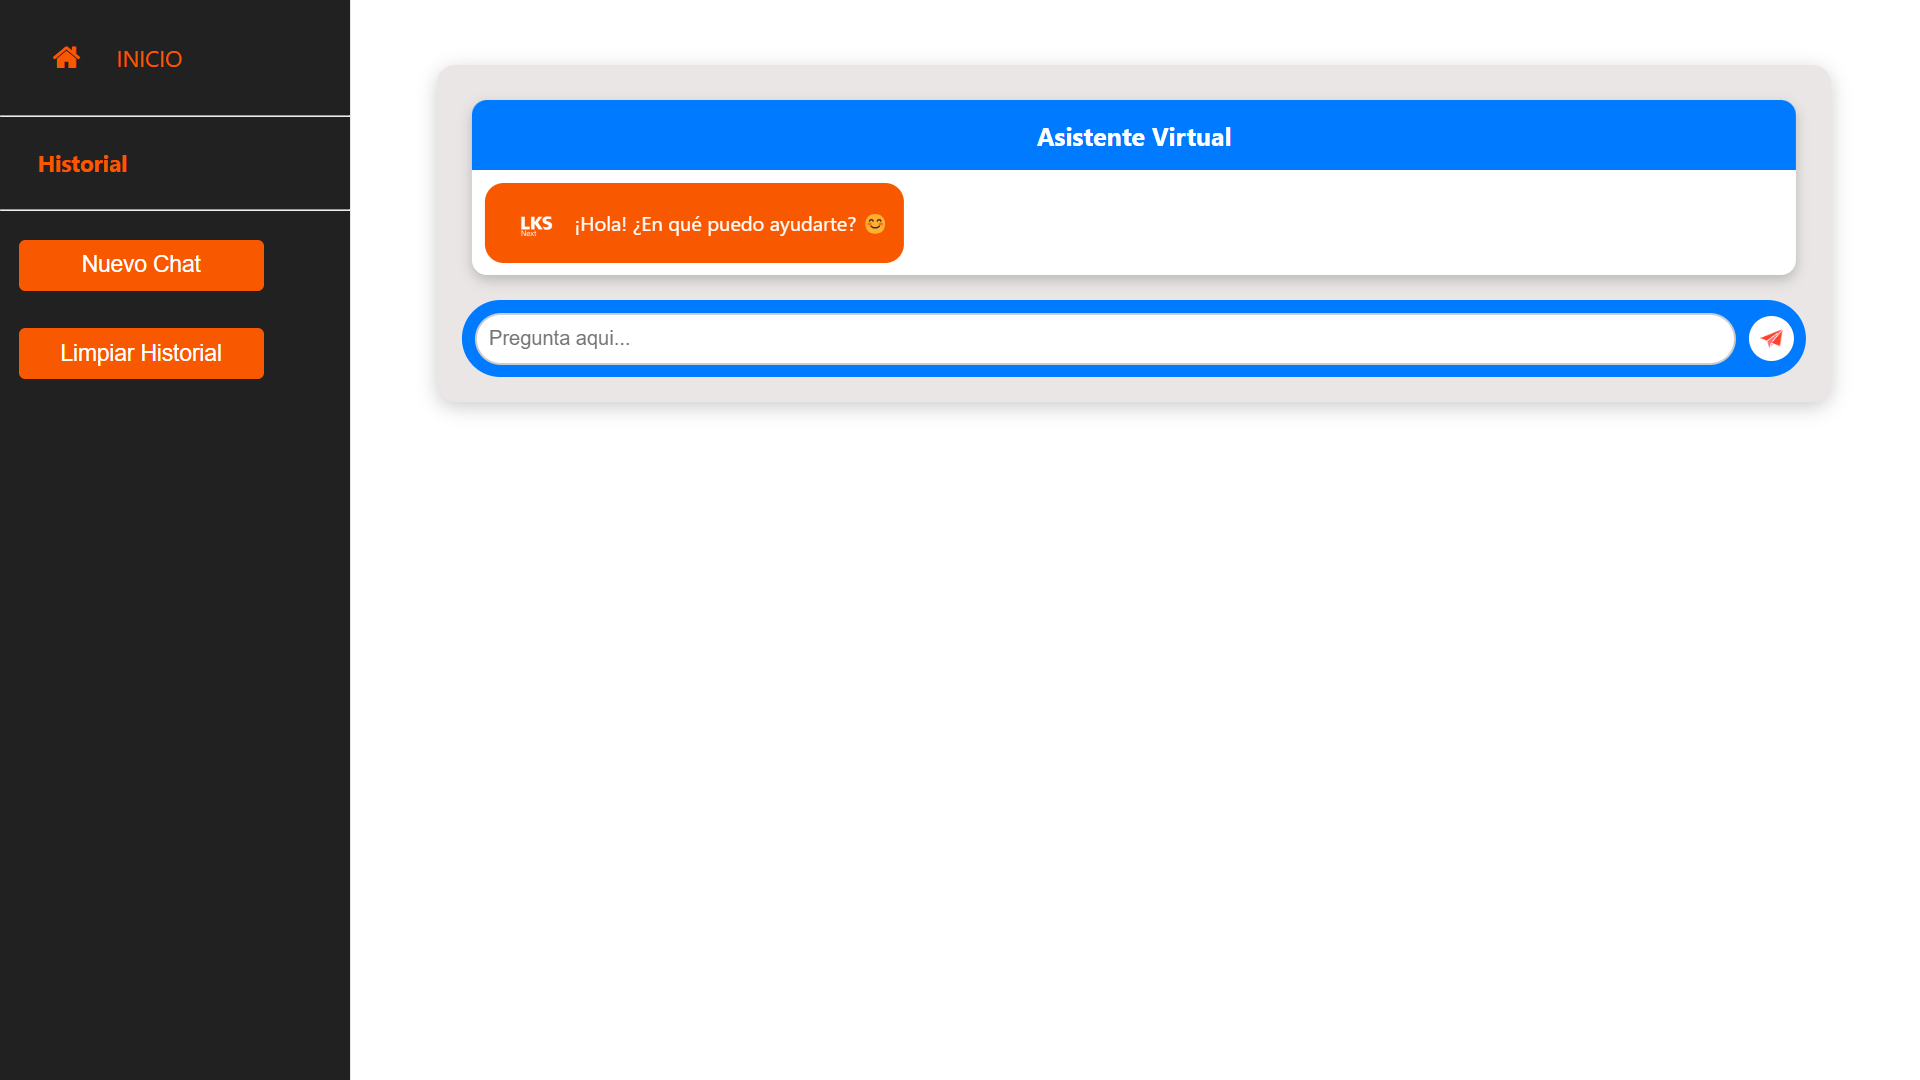 INICIO
Historial
Nuevo Chat
Limpiar Historial
Asistente Virtual
LKS
Next
¡Hola! ¿En qué puedo ayudarte? 😊
Pregunta aqui...